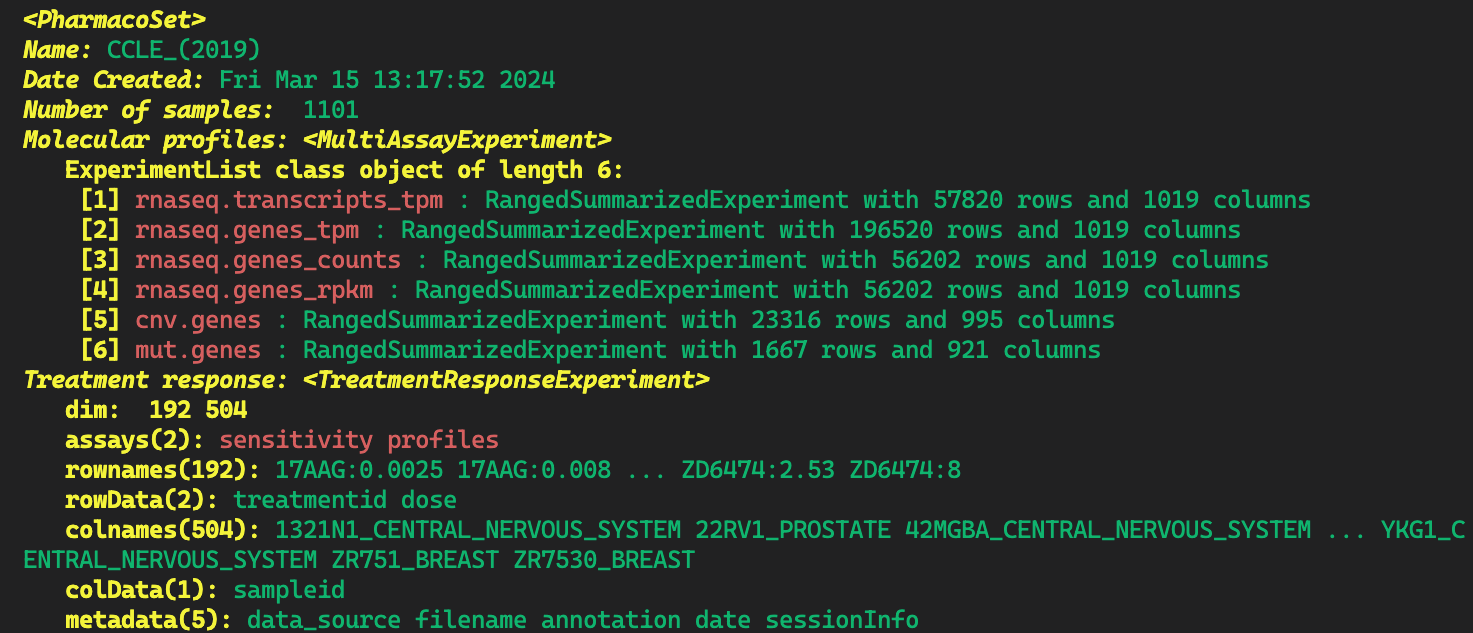 <PharmacoSet>
Name: CCLE_(2019)
Date Created: Fri Mar 15 13:17:52 2024
Number of samples:  1101
Molecular profiles: <MultiAssayExperiment>
   ExperimentList class object of length 6:
    [1] rnaseq.transcripts_tpm : RangedSummarizedExperiment with 57820 rows and 1019 columns
    [2] rnaseq.genes_tpm : RangedSummarizedExperiment with 196520 rows and 1019 columns
    [3] rnaseq.genes_counts : RangedSummarizedExperiment with 56202 rows and 1019 columns
    [4] rnaseq.genes_rpkm : RangedSummarizedExperiment with 56202 rows and 1019 columns
    [5] cnv.genes : RangedSummarizedExperiment with 23316 rows and 995 columns
    [6] mut.genes : RangedSummarizedExperiment with 1667 rows and 921 columns
Treatment response: <TreatmentResponseExperiment>
   dim:  192 504
   assays(2): sensitivity profiles
   rownames(192): 17AAG:0.0025 17AAG:0.008 ... ZD6474:2.53 ZD6474:8
   rowData(2): treatmentid dose
   colnames(504): 1321N1_CENTRAL_NERVOUS_SYSTEM 22RV1_PROSTATE 42MGBA_CENTRAL_NERVOUS_SYSTEM ... YKG1_C
ENTRAL_NERVOUS_SYSTEM ZR751_BREAST ZR7530_BREAST
   colData(1): sampleid
   metadata(5): data_source filename annotation date sessionInfo